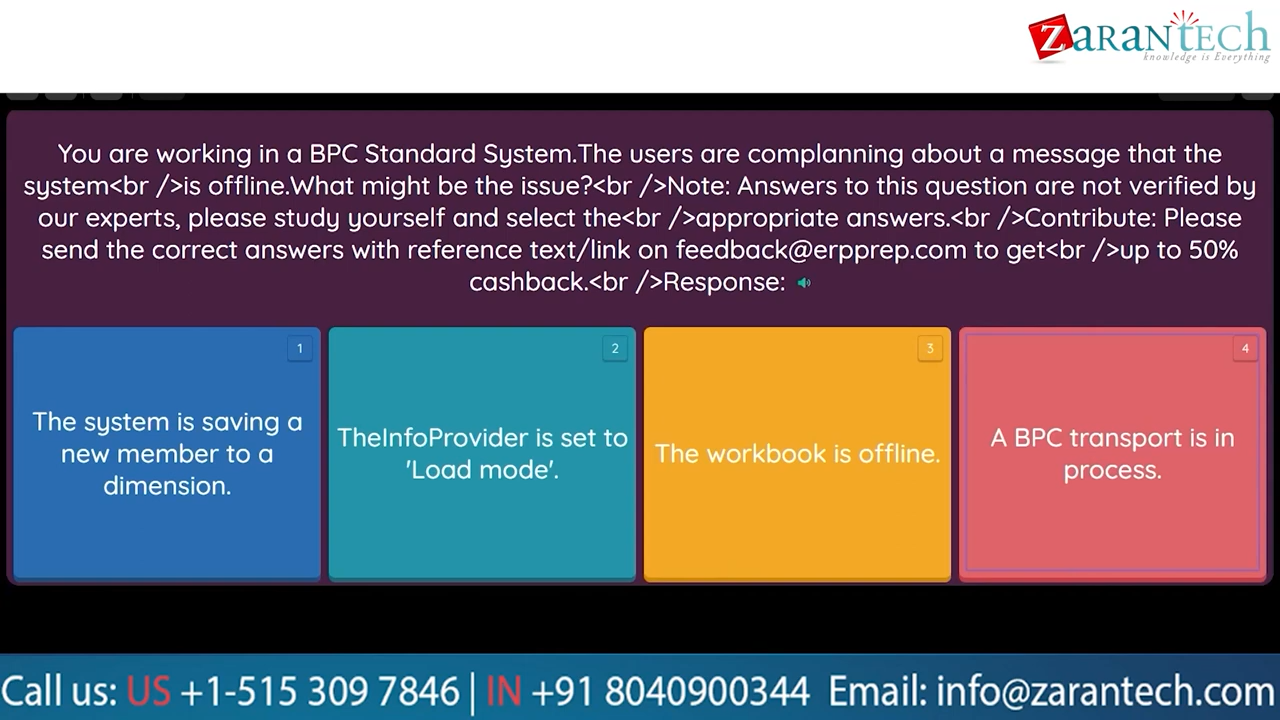 ZARANTECH
knowledge is Everything
You are working in a BPC Standard System.The users are complanning about a message that the
system<br />is offline.What might be the issue?<br />Note: Answers to this question are not verified by
our experts, please study yourself and select the<br />appropriate answers.<br />Contribute: Please
send the correct answers with reference text/link on feedback@erpprep.com to get<br />up to 50%
cashback.<br />Response:
1
The system is saving a
new member to a
dimension.
2
TheInfoProvider is set to
'Load mode'.
3
The workbook is offline.
4
A BPC transport is in
process.
Call us: US +1-515 309 7846 | IN +91 8040900344 Email: info@zarantech.com